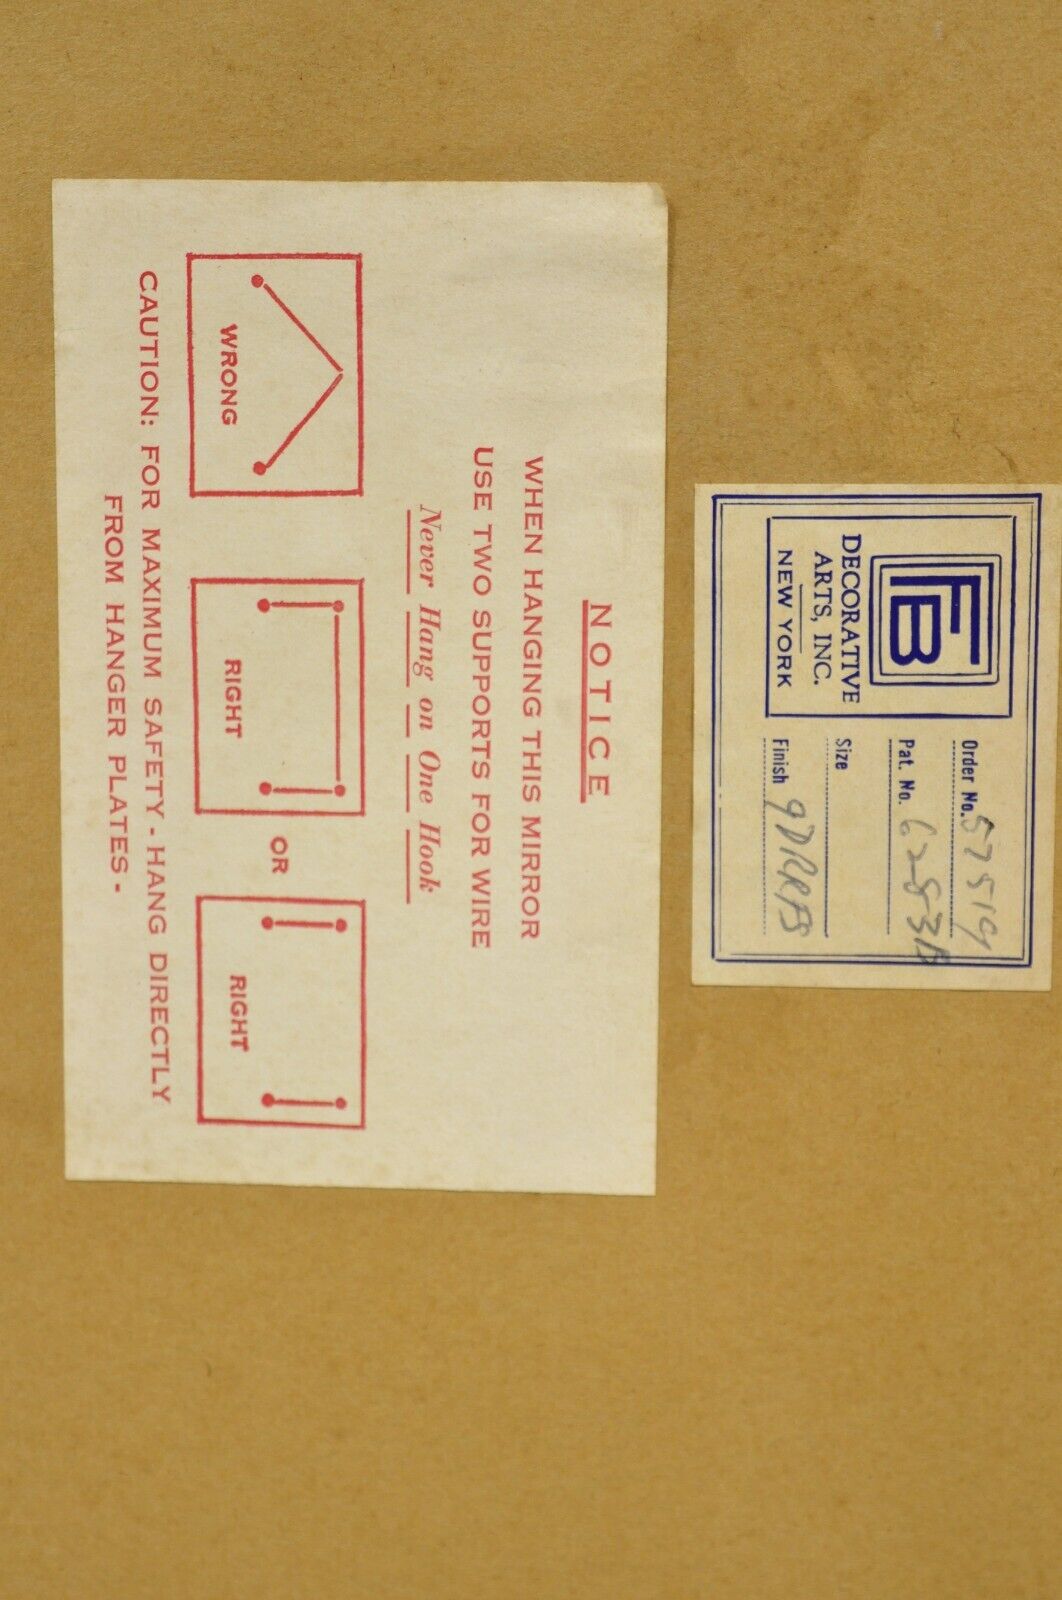 NOTICE
WHEN HANGING THIS MIRROR
USE TWO SUPPORTS FOR WIRE
Never Hang on One Hook
WRONG
RIGHT
OR
RIGHT
CAUTION: FOR MAXIMUM SAFETY - HANG DIRECTLY
FROM HANGER PLATES -
FB
DECORATIVE
ARTS, INC.
NEW YORK
Order No. 57519
Pat. No. 6283B
Size
Finish